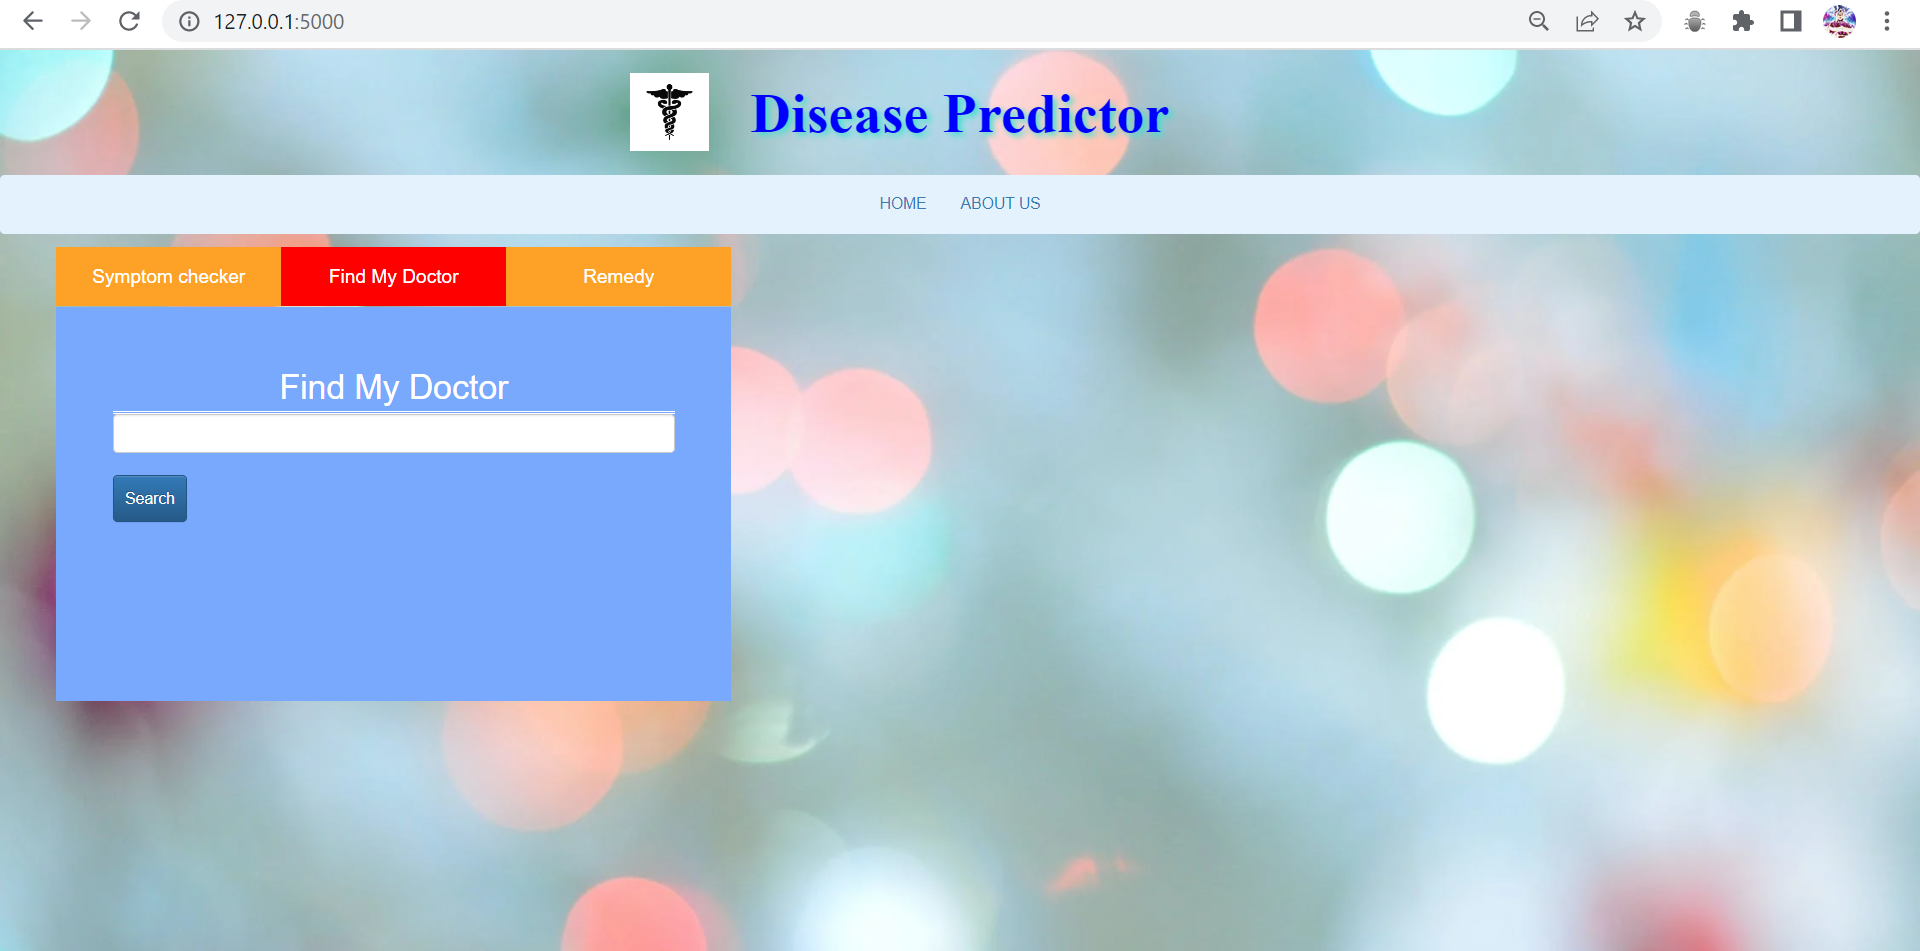 127.0.0.1:5000
Disease Predictor
HOME ABOUT US
Symptom checker Find My Doctor Remedy
Find My Doctor
Search